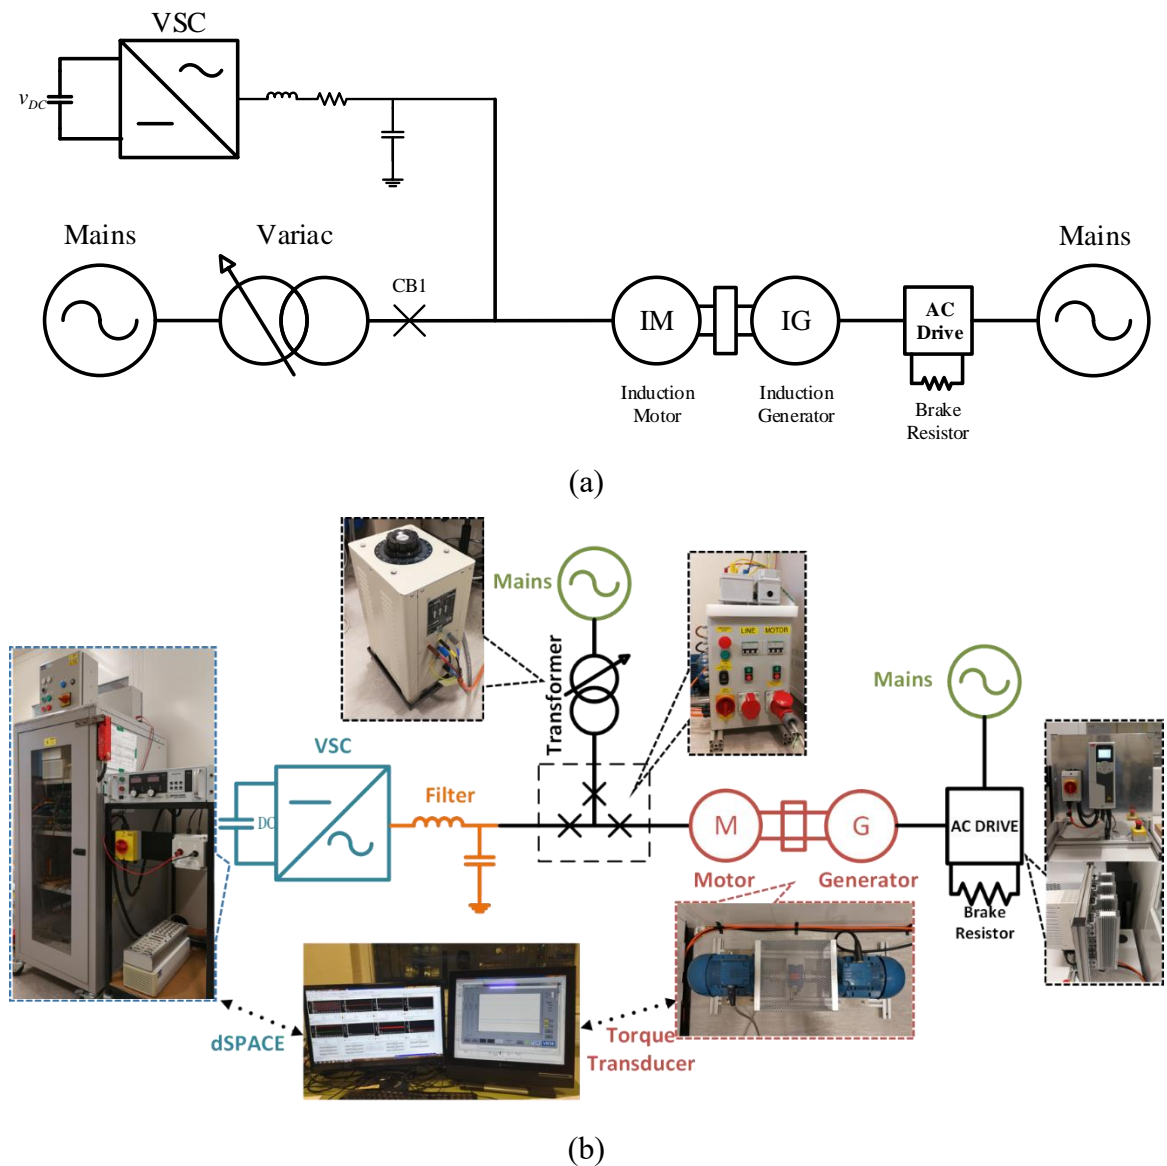 VSC
vDC
Mains
Variac
CB1
Mains
IM
IG
AC
Drive
Induction
Motor
Induction
Generator
Brake
Resistor
(a)
Mains
LINE
MOTOR
Transformer
Mains
VSC
Filter
DC
M
G
AC DRIVE
Motor
Generator
Brake
Resistor
dSPACE
Torque
Transducer
(b)